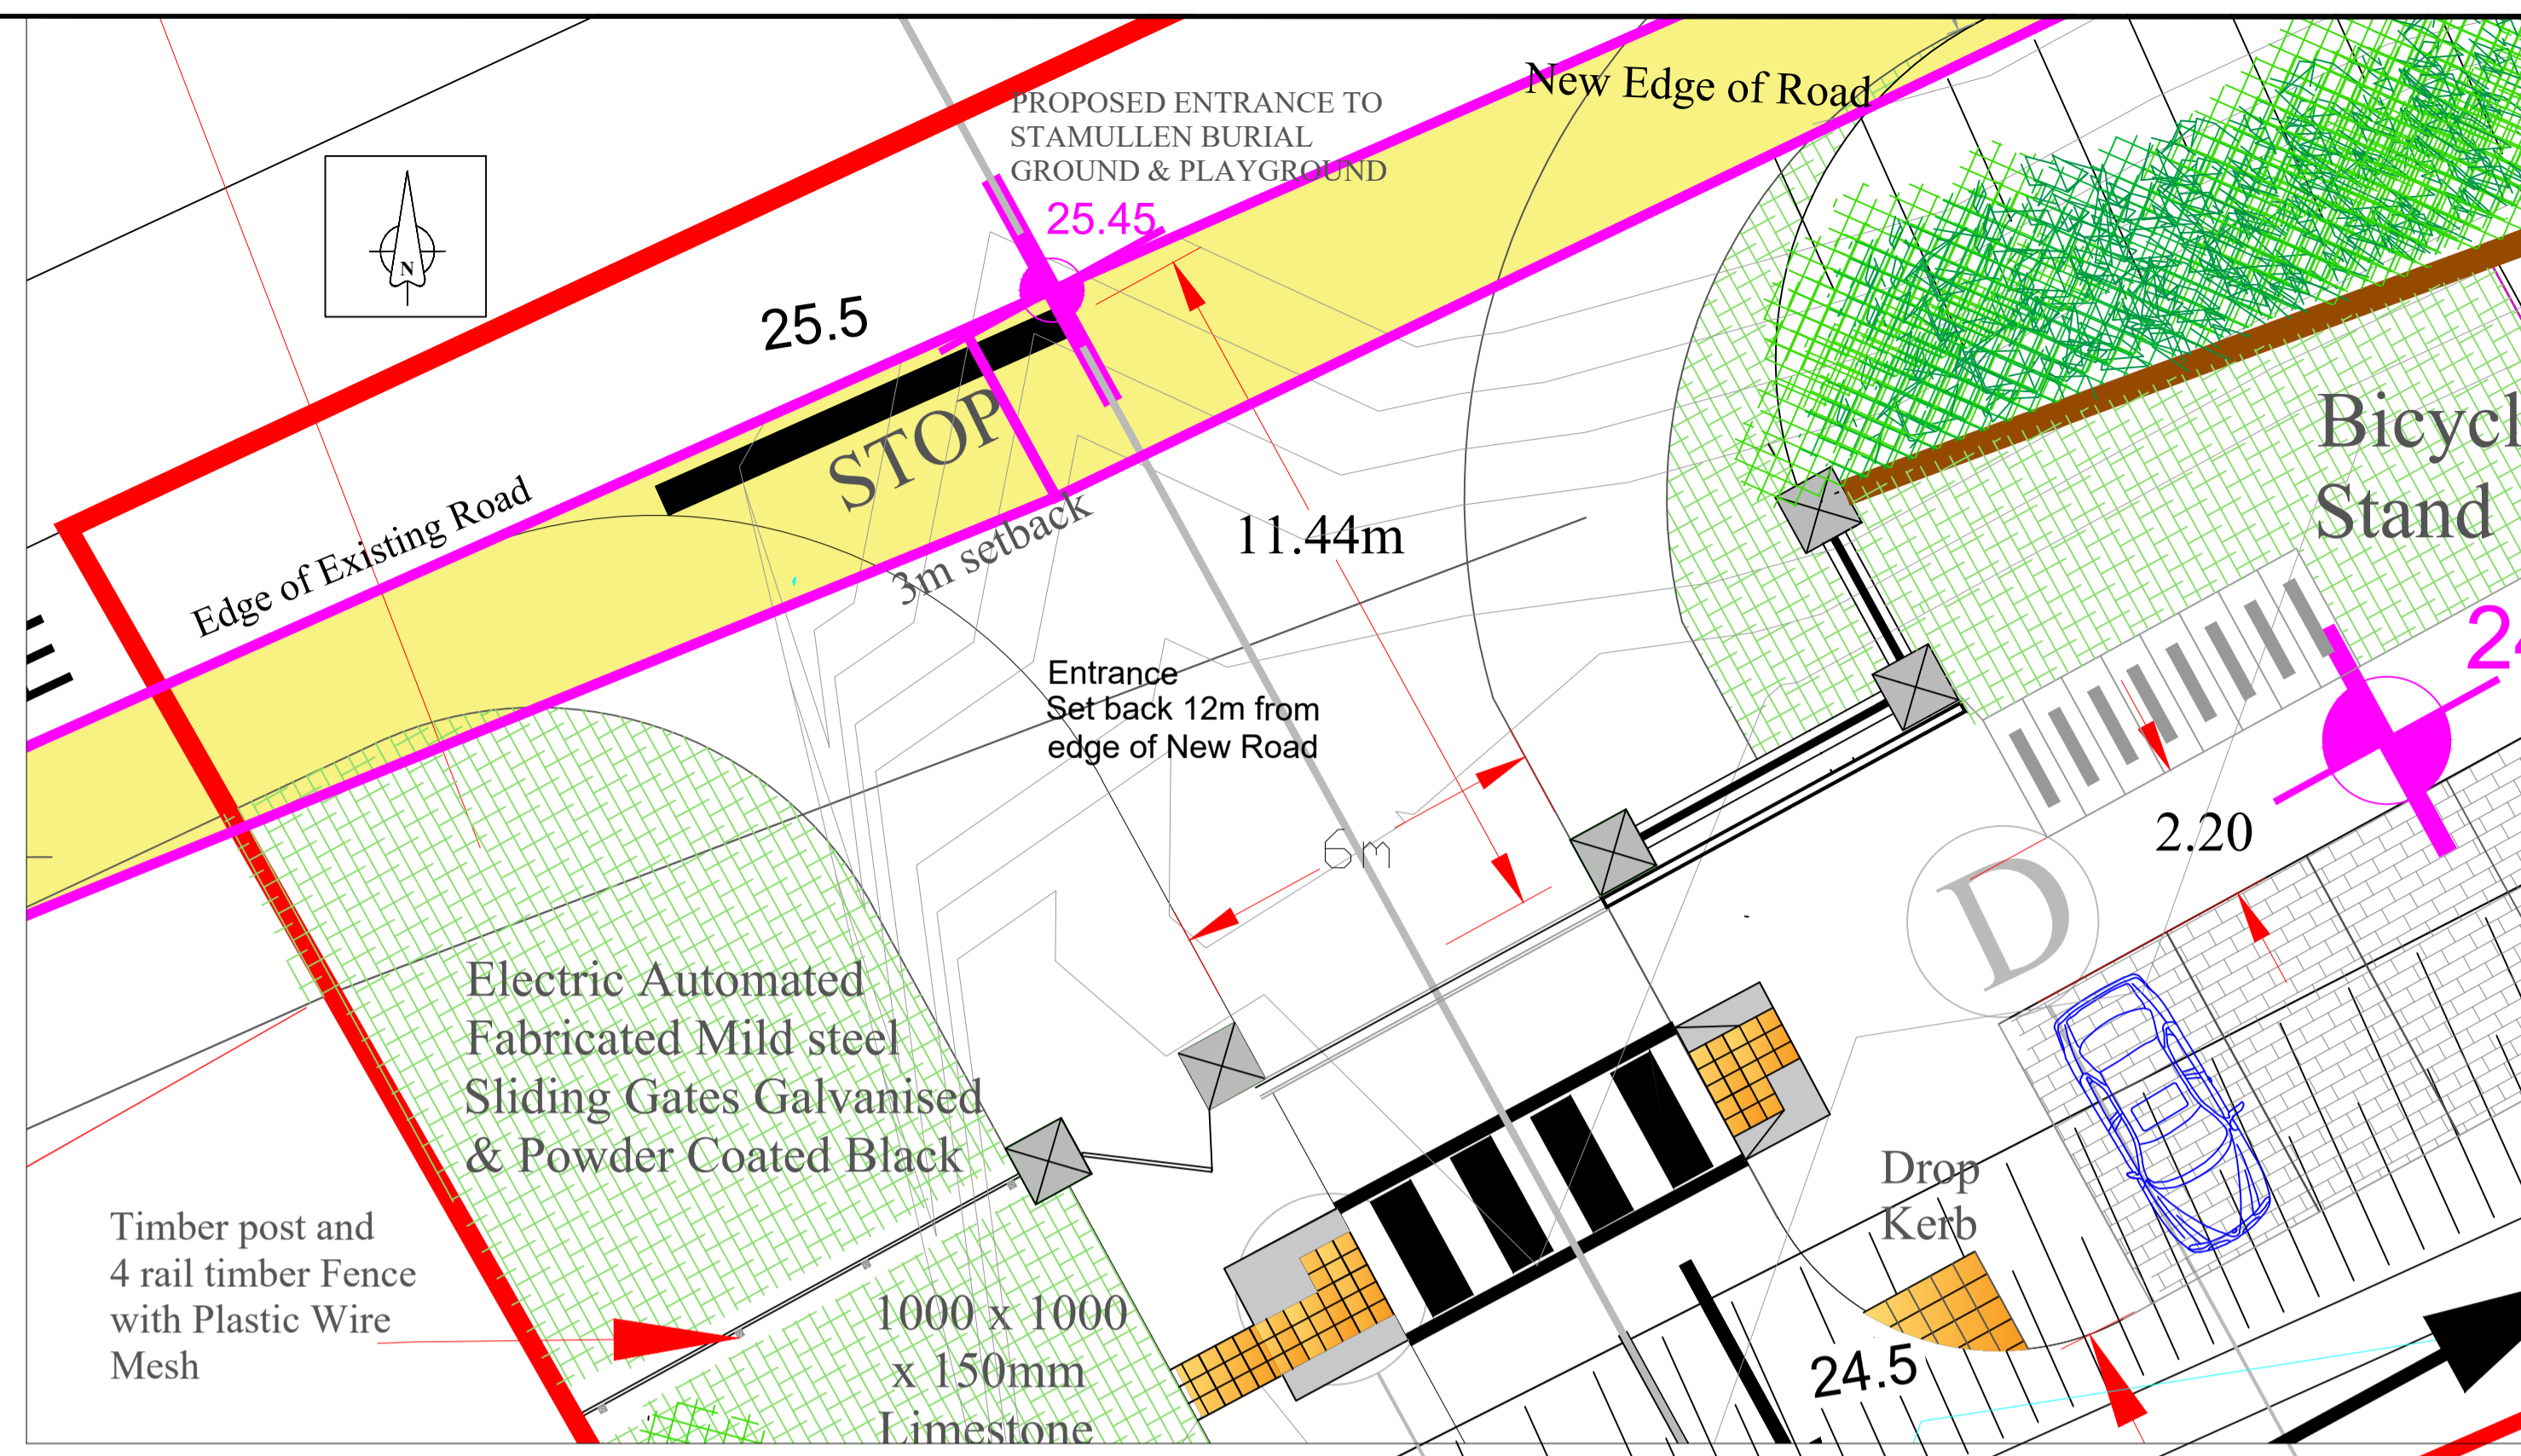 New Edge of Road
PROPOSED ENTRANCE TO
STAMULLEN BURIAL
GROUND & PLAYGROUND
25.45
N
25.5
STOP
Edge of Existing Road
3m setback
11.44m
Bicycl
Stand
24
Entrance
Set back 12m from
edge of New Road
6m
2.20
D
Electric Automated
Fabricated Mild steel
Sliding Gates Galvanised
& Powder Coated Black
Drop
Kerb
Timber post and
4 rail timber Fence
with Plastic Wire
Mesh
1000 x 1000
x 150mm
Limestone
24.5